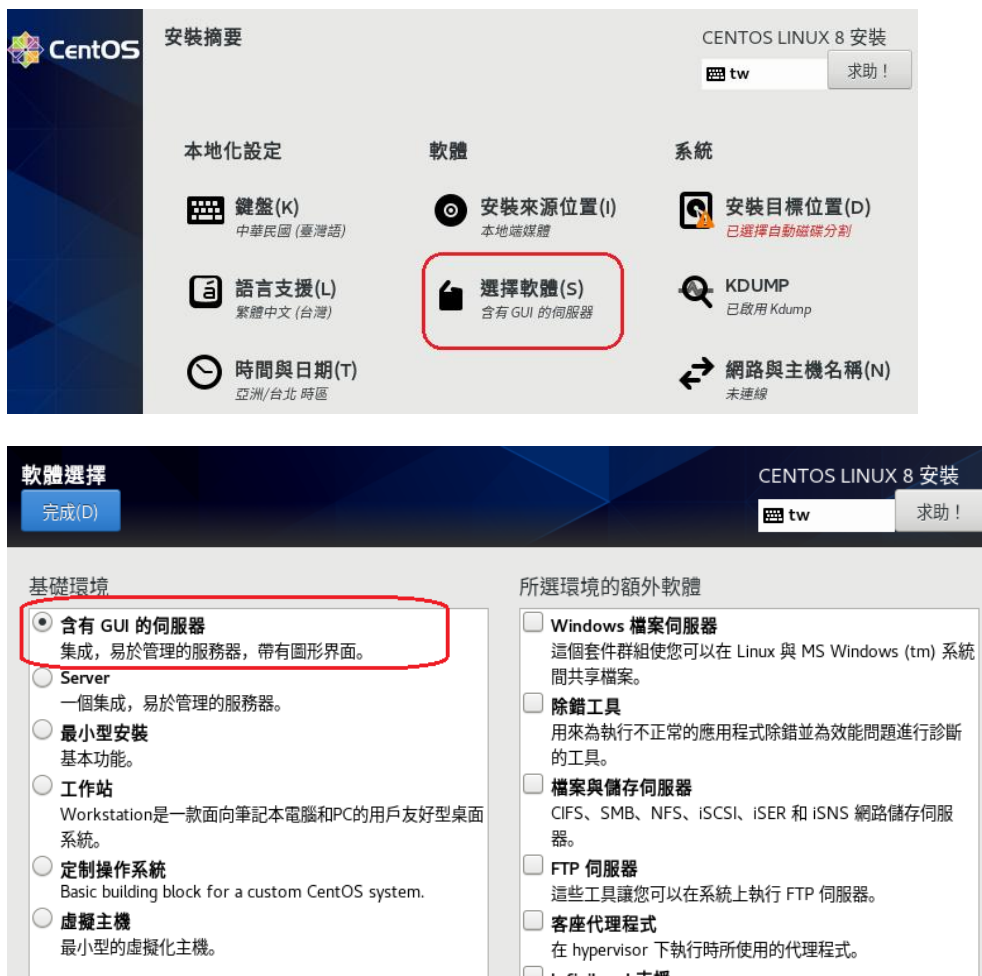 CentOS
安裝摘要
CENTOS LINUX 8 安裝
tw
求助！
本地化設定
軟體
系統
鍵盤(K)
中華民國 (臺灣語)
安裝來源位置(I)
本地端媒體
安裝目標位置(D)
已選擇自動磁碟分割
語言支援(L)
繁體中文 (台灣)
選擇軟體(S)
含有 GUI 的伺服器
KDUMP
已啟用 Kdump
時間與日期(T)
亞洲/台北 時區
網路與主機名稱(N)
未連線
軟體選擇
完成(D)
CENTOS LINUX 8 安裝
tw
求助！
基礎環境
含有 GUI 的伺服器
集成，易於管理的服務器，帶有圖形界面。
Server
一個集成，易於管理的服務器。
最小型安裝
基本功能。
工作站
Workstation是一款面向筆記本電腦和PC的用戶友好型桌面
系統。
定制操作系統
Basic building block for a custom CentOS system.
虛擬主機
最小型的虛擬化主機。
所選環境的額外軟體
Windows 檔案伺服器
這個套件群組使您可以在 Linux 與 MS Windows (tm) 系統
間共享檔案。
除錯工具
用來為執行不正常的應用程式除錯並為效能問題進行診斷
的工具。
檔案與儲存伺服器
CIFS、SMB、NFS、iSCSI、iSER 和 iSNS 網路儲存伺服
器。
FTP 伺服器
這些工具讓您可以在系統上執行 FTP 伺服器。
客座代理程式
在 hypervisor 下執行時所使用的代理程式。